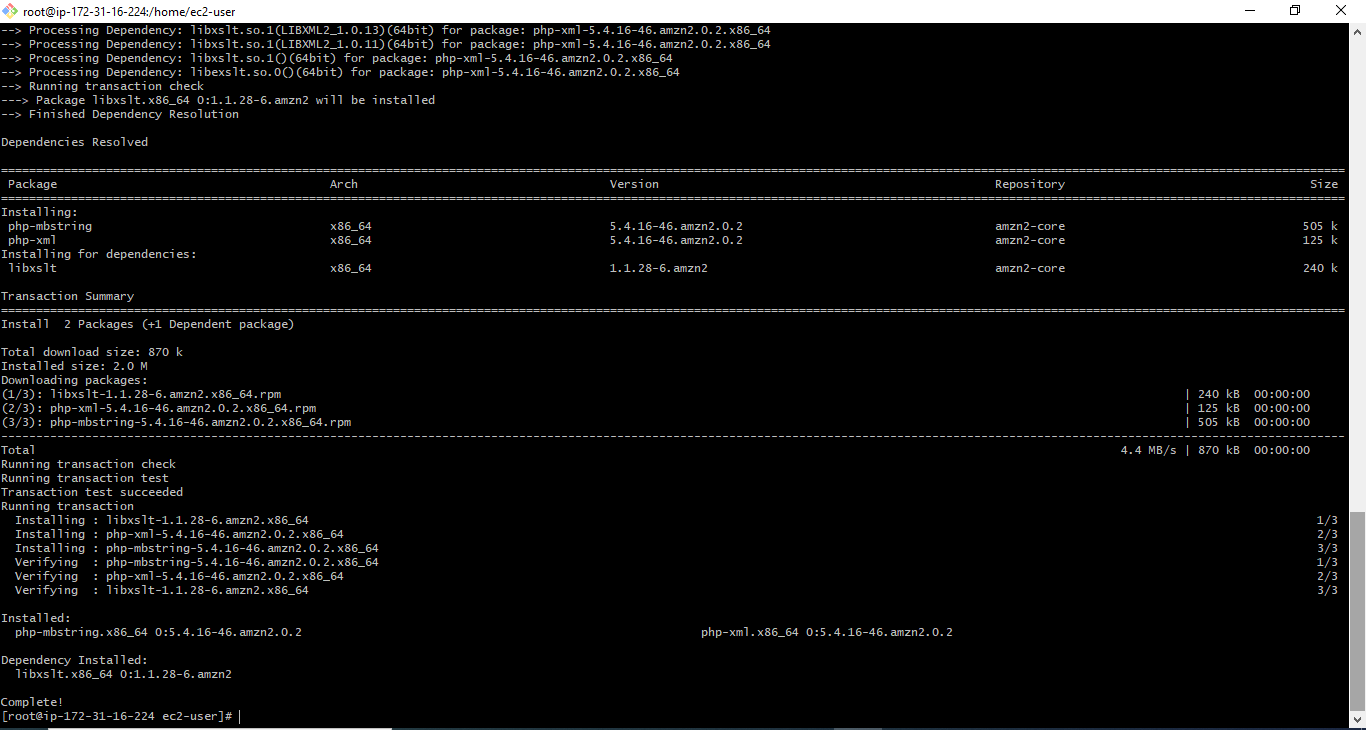 root@ip-172-31-16-224:/home/ec2-user
--> Processing Dependency: libxslt.so.1(LIBXML2_1.0.13)(64bit) for package: php-xml-5.4.16-46.amzn2.0.2.x86_64
--> Processing Dependency: libxslt.so.1(LIBXML2_1.0.11)(64bit) for package: php-xml-5.4.16-46.amzn2.0.2.x86_64
--> Processing Dependency: libxslt.so.1()(64bit) for package: php-xml-5.4.16-46.amzn2.0.2.x86_64
--> Processing Dependency: libexslt.so.0()(64bit) for package: php-xml-5.4.16-46.amzn2.0.2.x86_64
--> Running transaction check
---> Package libxslt.x86_64 0:1.1.28-6.amzn2 will be installed
--> Finished Dependency Resolution
Dependencies Resolved
Package Arch Version Repository Size
Installing:
php-mbstring x86_64 5.4.16-46.amzn2.0.2 amzn2-core 505 k
php-xml x86_64 5.4.16-46.amzn2.0.2 amzn2-core 125 k
Installing for dependencies:
libxslt x86_64 1.1.28-6.amzn2 amzn2-core 240 k
Transaction Summary
Install 2 Packages (+1 Dependent package)
Total download size: 870 k
Installed size: 2.0 M
Downloading packages:
(1/3): libxslt-1.1.28-6.amzn2.x86_64.rpm | 240 kB 00:00:00
(2/3): php-xml-5.4.16-46.amzn2.0.2.x86_64.rpm | 125 kB 00:00:00
(3/3): php-mbstring-5.4.16-46.amzn2.0.2.x86_64.rpm | 505 kB 00:00:00
Total 4.4 MB/s | 870 kB 00:00:00
Running transaction check
Running transaction test
Transaction test succeeded
Running transaction
Installing : libxslt-1.1.28-6.amzn2.x86_64 1/3
Installing : php-xml-5.4.16-46.amzn2.0.2.x86_64 2/3
Installing : php-mbstring-5.4.16-46.amzn2.0.2.x86_64 3/3
Verifying : php-mbstring-5.4.16-46.amzn2.0.2.x86_64 1/3
Verifying : php-xml-5.4.16-46.amzn2.0.2.x86_64 2/3
Verifying : libxslt-1.1.28-6.amzn2.x86_64 3/3
Installed:
php-mbstring.x86_64 0:5.4.16-46.amzn2.0.2 php-xml.x86_64 0:5.4.16-46.amzn2.0.2
Dependency Installed:
libxslt.x86_64 0:1.1.28-6.amzn2
Complete!
[root@ip-172-31-16-224 ec2-user]#